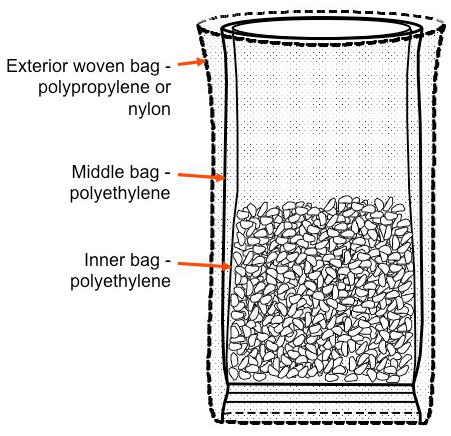 Exterior woven bag -
polypropylene or
nylon
Middle bag -
polyethylene
Inner bag -
polyethylene